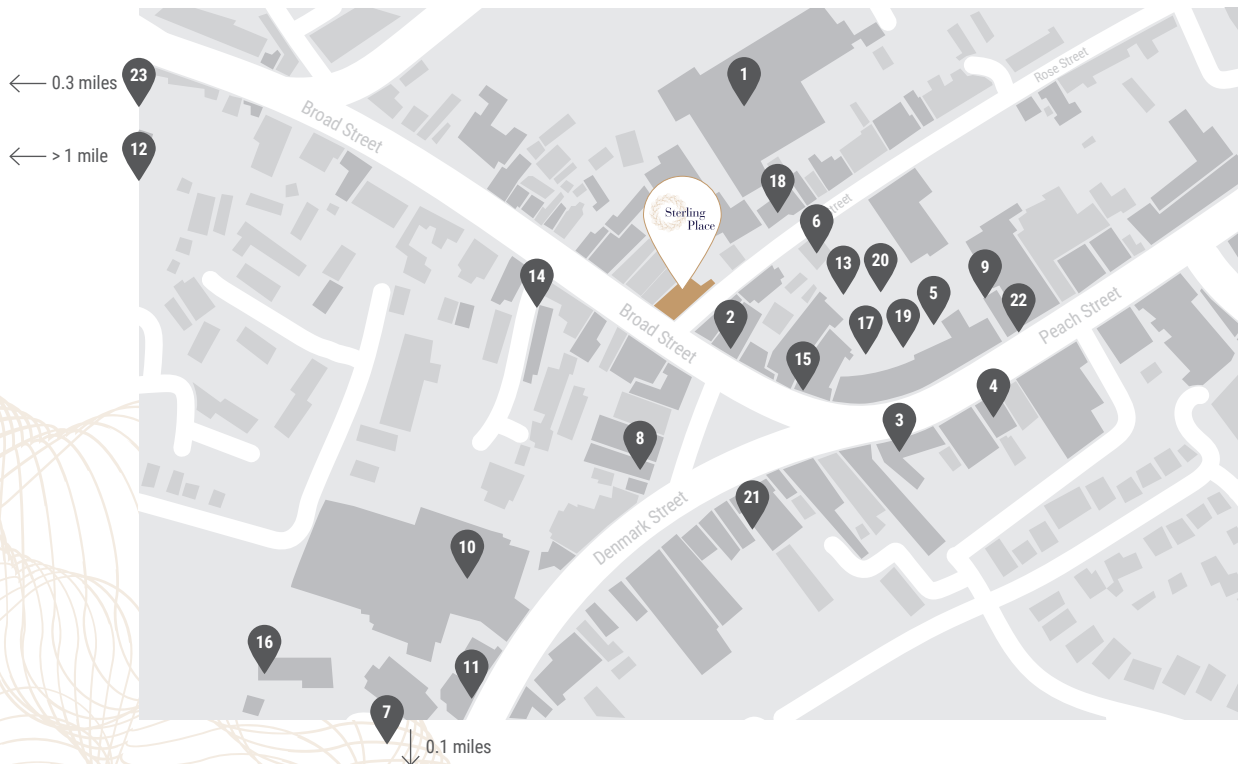 1
Rose Street
23
0.3 miles
Broad Street
12
> 1 mile
18
Sterling
Place
6
treet
13
20
14
9
5
22
2
17
19
Peach Street
Broad Street
15
4
3
8
21
Denmark Street
10
16
11
7
0.1 miles